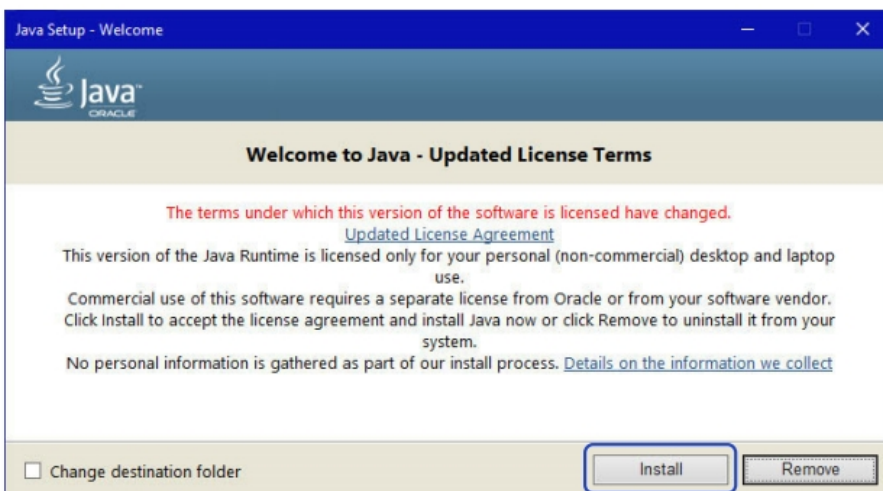 Java Setup - Welcome
Java™
ORACLE
Welcome to Java - Updated License Terms
The terms under which this version of the software is licensed have changed.
Updated License Agreement
This version of the Java Runtime is licensed only for your personal (non-commercial) desktop and laptop
use.
Commercial use of this software requires a separate license from Oracle or from your software vendor.
Click Install to accept the license agreement and install Java now or click Remove to uninstall it from your
system.
No personal information is gathered as part of our install process. Details on the information we collect
Change destination folder
Install
Remove